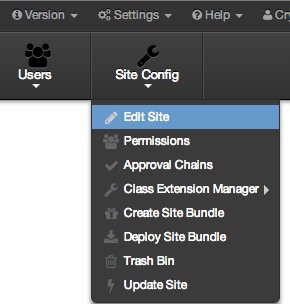 Version Settings Help Cry
Users Site Config
Edit Site
Permissions
Approval Chains
Class Extension Manager
Create Site Bundle
Deploy Site Bundle
Trash Bin
Update Site